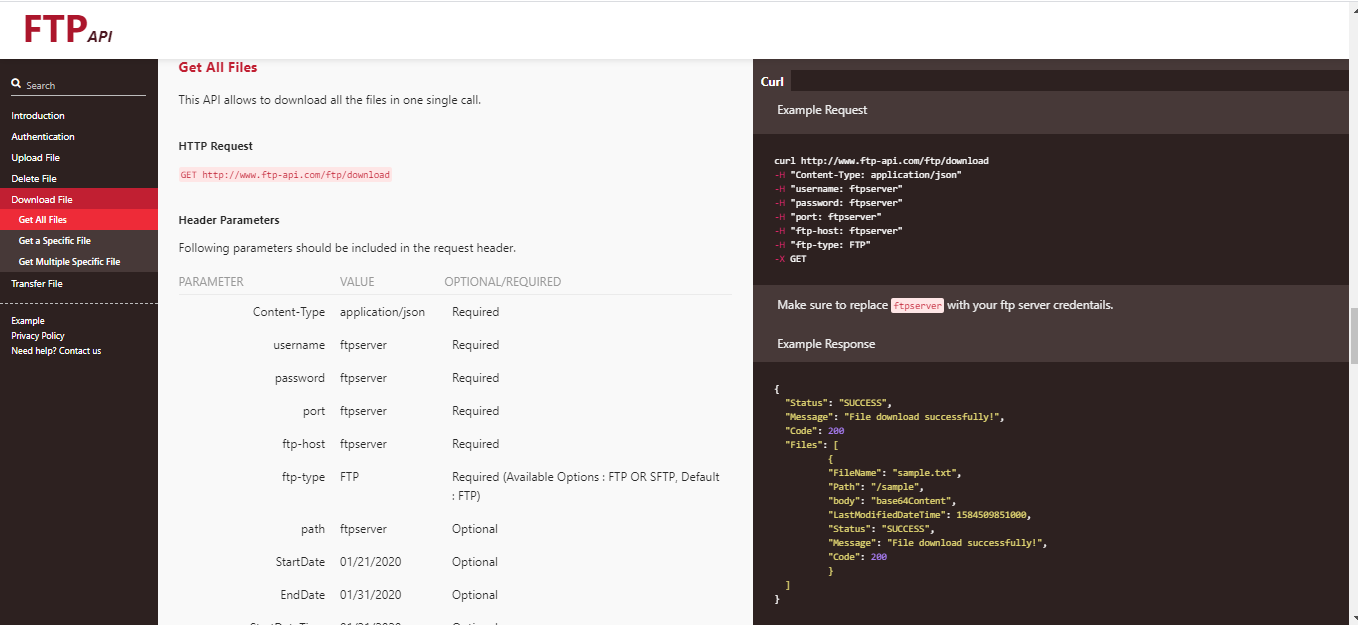 FTP API
Search
Introduction
Authentication
Upload File
Delete File
Download File
Get All Files
Get a Specific File
Get Multiple Specific File
Transfer File
Example
Privacy Policy
Need help? Contact us
Get All Files
This API allows to download all the files in one single call.
HTTP Request
GET http://www.ftp-api.com/ftp/download
Header Parameters
Following parameters should be included in the request header.
PARAMETER VALUE OPTIONAL/REQUIRED
Content-Type application/json Required
username ftpserver Required
password ftpserver Required
port ftpserver Required
ftp-host ftpserver Required
ftp-type FTP Required (Available Options : FTP OR SFTP, Default
: FTP)
path ftpserver Optional
StartDate 01/21/2020 Optional
EndDate 01/31/2020 Optional
Curl
Example Request
curl http://www.ftp-api.com/ftp/download
-H "Content-Type: application/json"
-H "username: ftpserver"
-H "password: ftpserver"
-H "port: ftpserver"
-H "ftp-host: ftpserver"
-H "ftp-type: FTP"
-X GET
Make sure to replace ftpserver with your ftp server credentails.
Example Response
{
"Status": "SUCCESS",
"Message": "File download successfully!",
"Code": 200
"Files": [
{
"FileName": "sample.txt",
"Path": "/sample",
"body": "base64Content",
"LastModifiedDateTime": 1584509851000,
"Status": "SUCCESS",
"Message": "File download successfully!",
"Code": 200
}
]
}